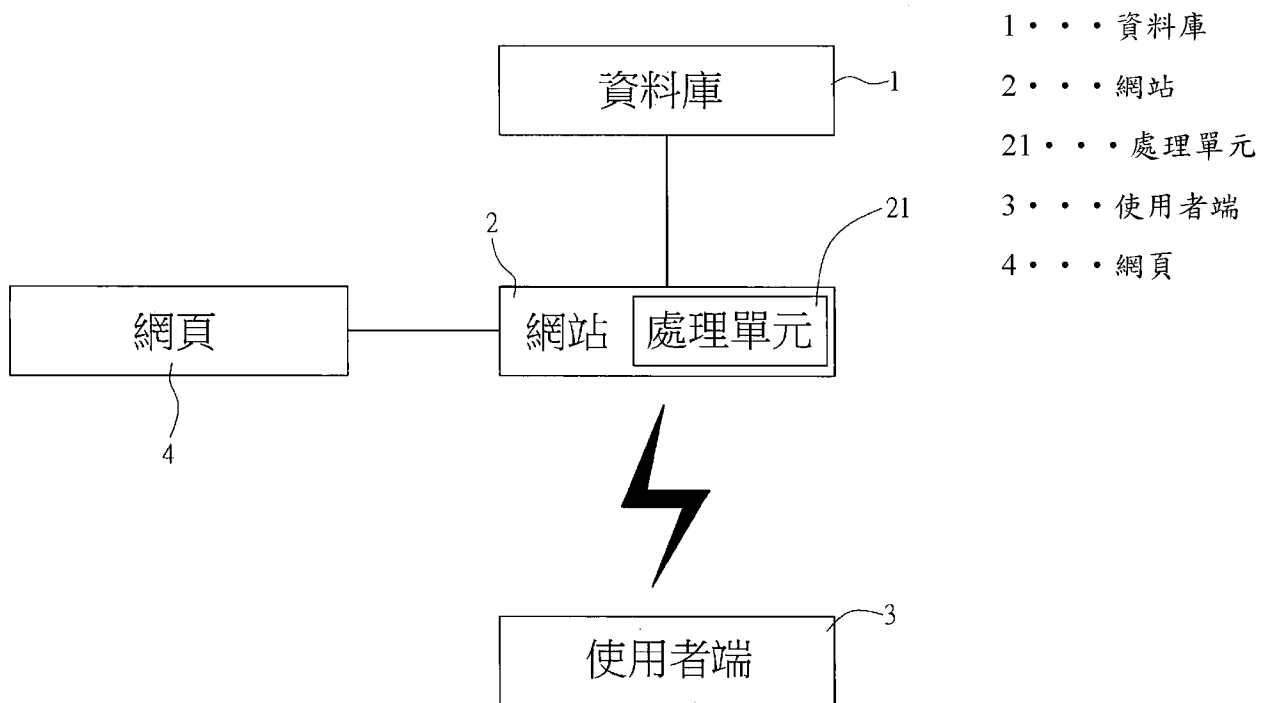 資料庫
1
2
21
網頁
網站
處理單元
4
3
使用者端
1・・・資料庫
2・・・網站
21・・・處理單元
3・・・使用者端
4・・・網頁